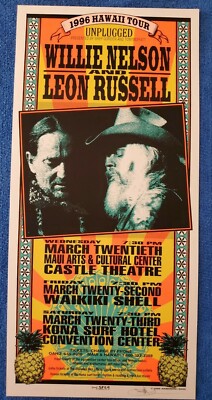 1996 HAWAII TOUR
UNPLUGGED
WILLIE NELSON
AND
LEON RUSSELL
WEDNESDAY 7:30 PM
MARCH TWENTIETH
MAUI ARTS & CULTURAL CENTER
CASTLE THEATRE
FRIDAY 7:30 PM
MARCH TWENTY-SECOND
WAIKIKI SHELL
SATURDAY 7:30 PM
MARCH TWENTY-THIRD
KONA SURF HOTEL
CONVENTION CENTER